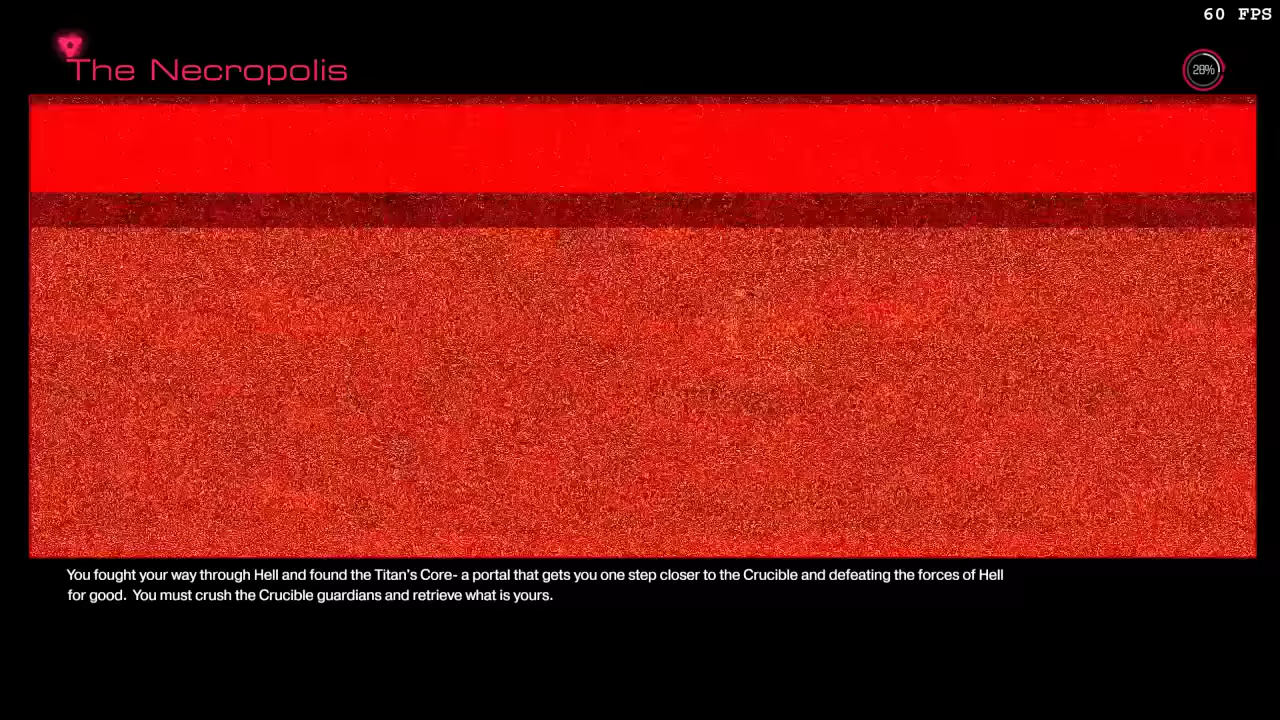 60 FPS
The Necropolis
28%
You fought your way through Hell and found the Titan's Core- a portal that gets you one step closer to the Crucible and defeating the forces of Hell
for good.  You must crush the Crucible guardians and retrieve what is yours.